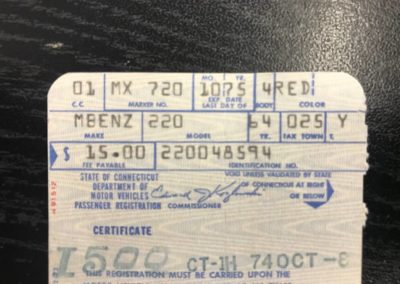 01 MX 720 1075 4 RED
C.C. MARKER NO. MO. YR. EXP DATE LAST DAY OF BODY COLOR
MBENZ 220 64 025 Y
MAKE MODEL YR. TAX TOWN
$ 15.00 220048594
FEE PAYABLE IDENTIFICATION NO.
VOID UNLESS VALIDATED BY STATE
STATE OF CONNECTICUT
OF CONNECTICUT AT RIGHT
DEPARTMENT OF
MOTOR VEHICLES
OR BELOW
PASSENGER REGISTRATION COMMISSIONER
CERTIFICATE
1500 CT-1H 74OCT-8
THIS REGISTRATION MUST BE CARRIED UPON THE